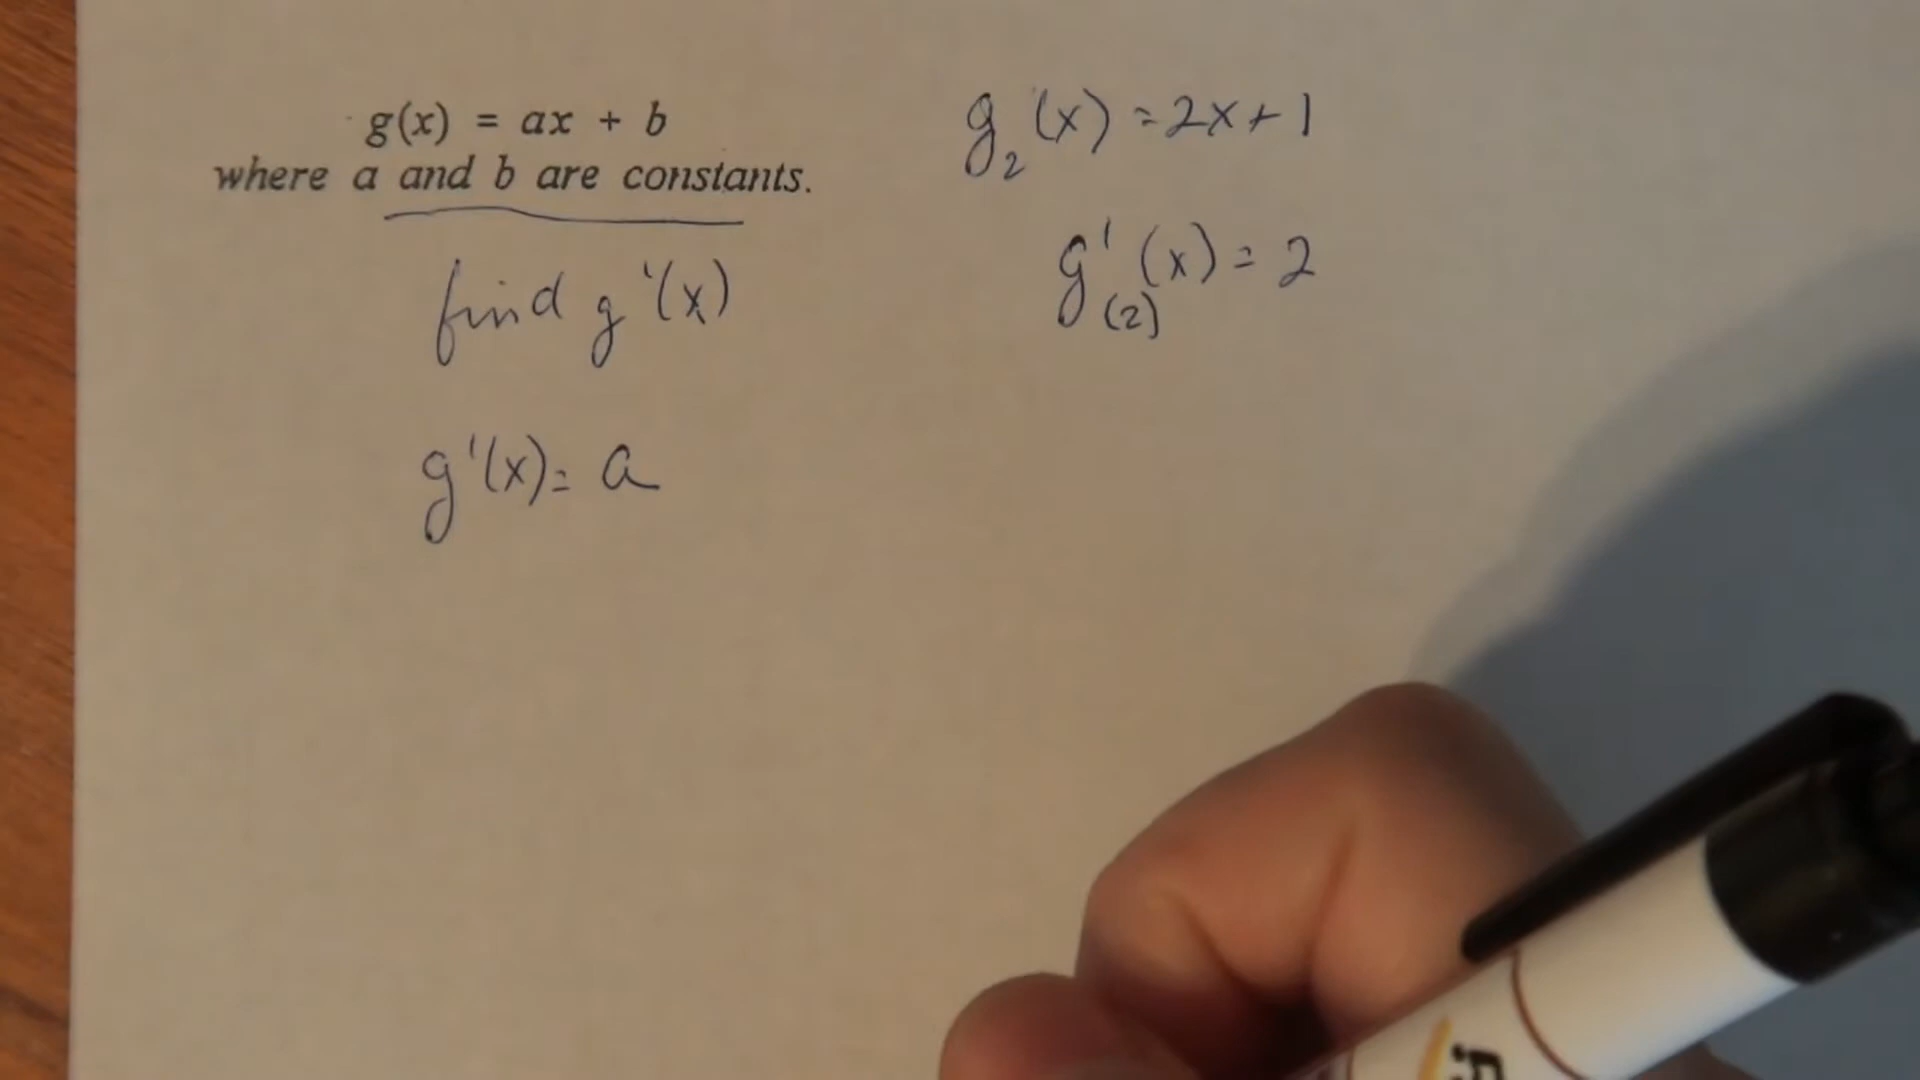 g(x) = ax + b
where a and b are constants.
find g'(x)
g'(x) = a
g₂(x) = 2x + 1
g'₍₂₎(x) = 2